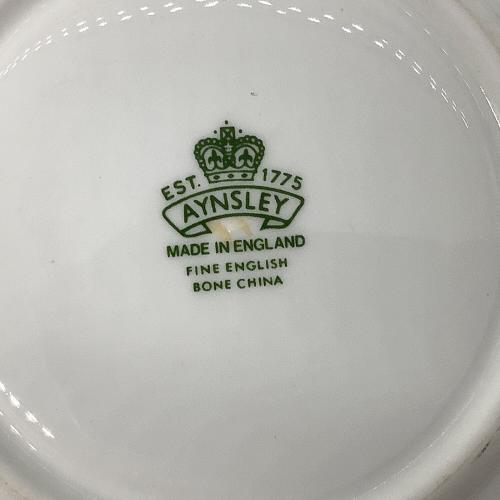 EST. 1775
AYNSLEY
MADE IN ENGLAND
FINE ENGLISH
BONE CHINA